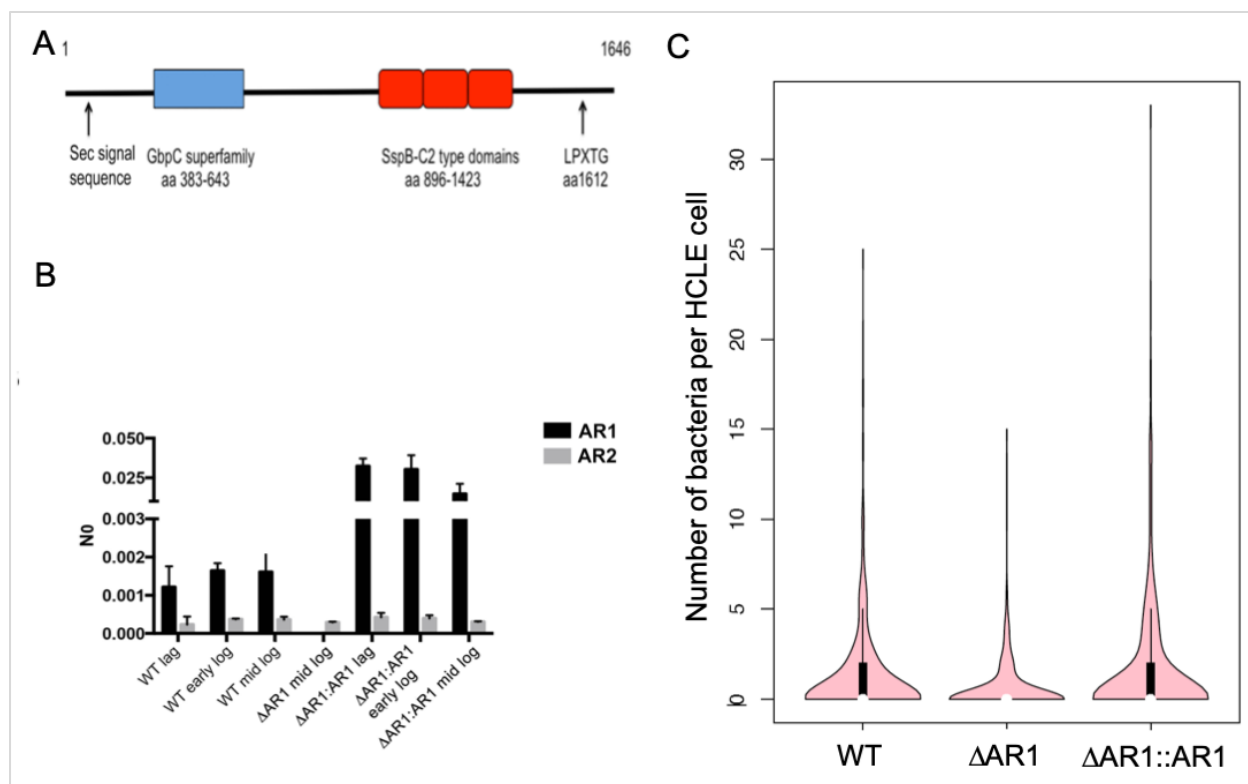 A
1
1646
Sec signal
sequence
GbpC superfamily
aa 383-643
SspB-C2 type domains
aa 896-1423
LPXTG
aa1612
B
AR1
AR2
N0
0.050
0.025
0.003
0.002
0.001
0.000
WT lag
WT early log
WT mid log
ΔAR1 mid log
ΔAR1:AR1 lag
ΔAR1:AR1
early log
ΔAR1:AR1 mid log
C
Number of bacteria per HCLE cell
30
25
20
15
10
5
0
WT
ΔAR1
ΔAR1::AR1